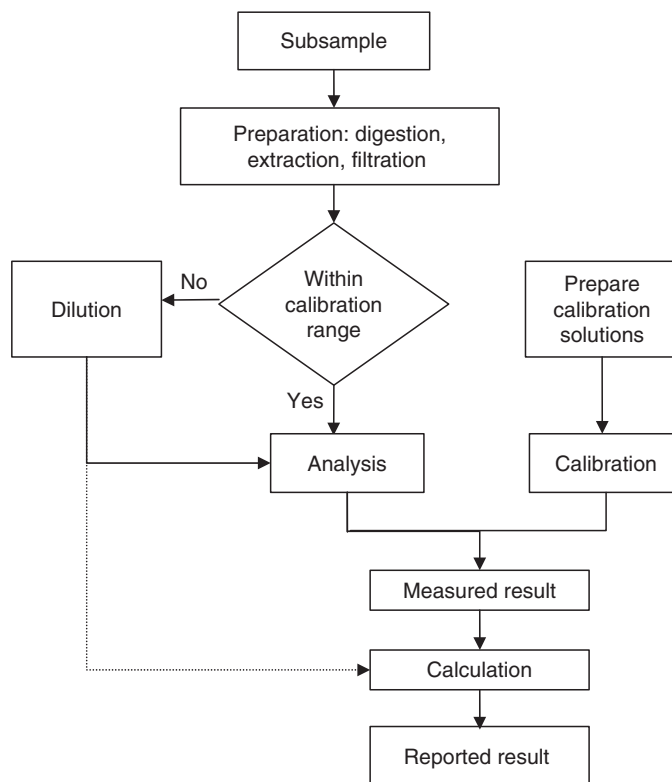 Subsample
Preparation: digestion,
extraction, filtration
No
Dilution
Within
calibration
range
Prepare
calibration
solutions
Yes
Analysis
Calibration
Measured result
Calculation
Reported result